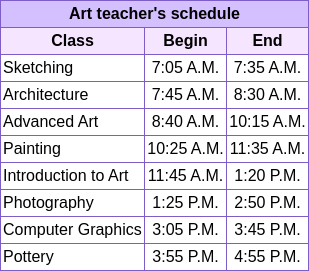 Art teacher's schedule
Class Begin End
Sketching 7:05 A.M. 7:35 A.M.
Architecture 7:45 A.M. 8:30 A.M.
Advanced Art 8:40 A.M. 10:15 A.M.
Painting 10:25 A.M. 11:35 A.M.
Introduction to Art 11:45 A.M. 1:20 P.M.
Photography 1:25 P.M. 2:50 P.M.
Computer Graphics 3:05 P.M. 3:45 P.M.
Pottery 3:55 P.M. 4:55 P.M.